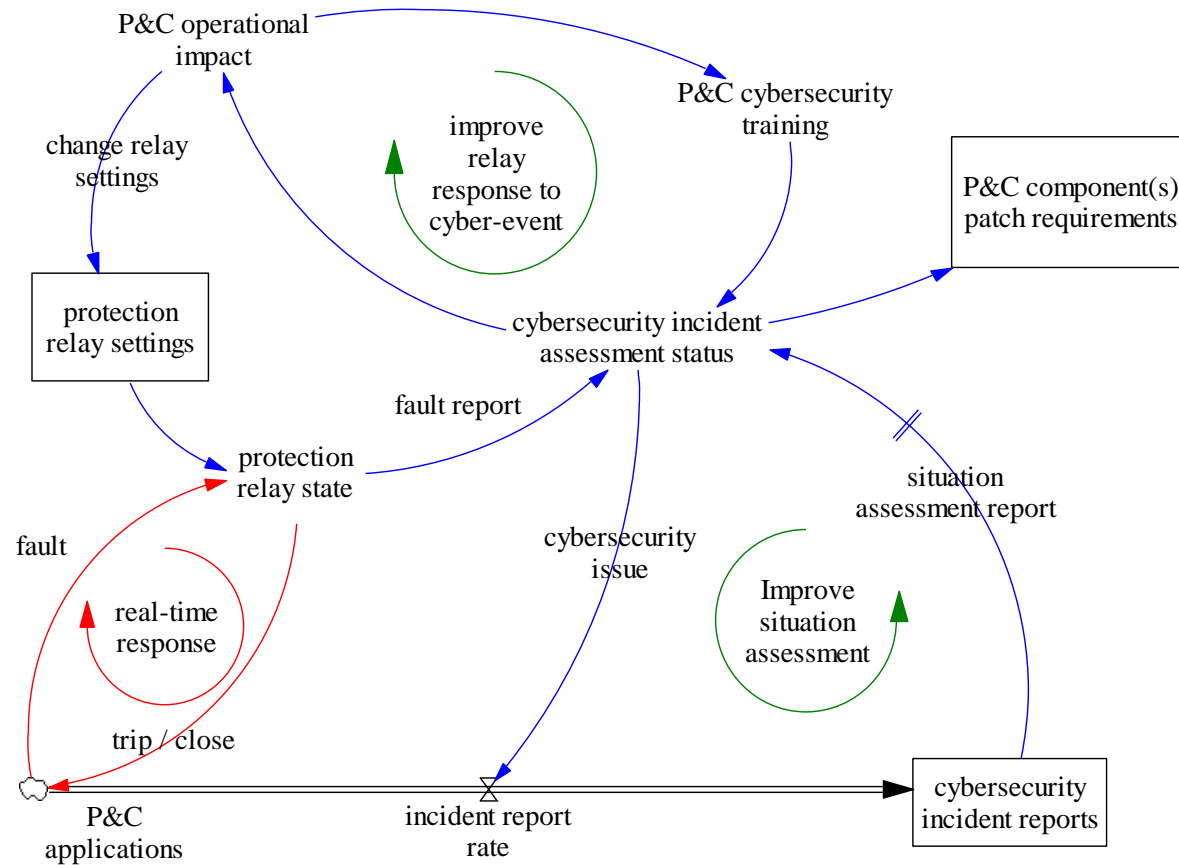 P&C operational
impact
P&C cybersecurity
training
improve
relay
response to
cyber-event
change relay
settings
P&C component(s)
patch requirements
protection
relay settings
cybersecurity incident
assessment status
fault report
protection
relay state
situation
assessment report
fault
cybersecurity
issue
real-time
response
Improve
situation
assessment
trip / close
P&C
applications
incident report
rate
cybersecurity
incident reports